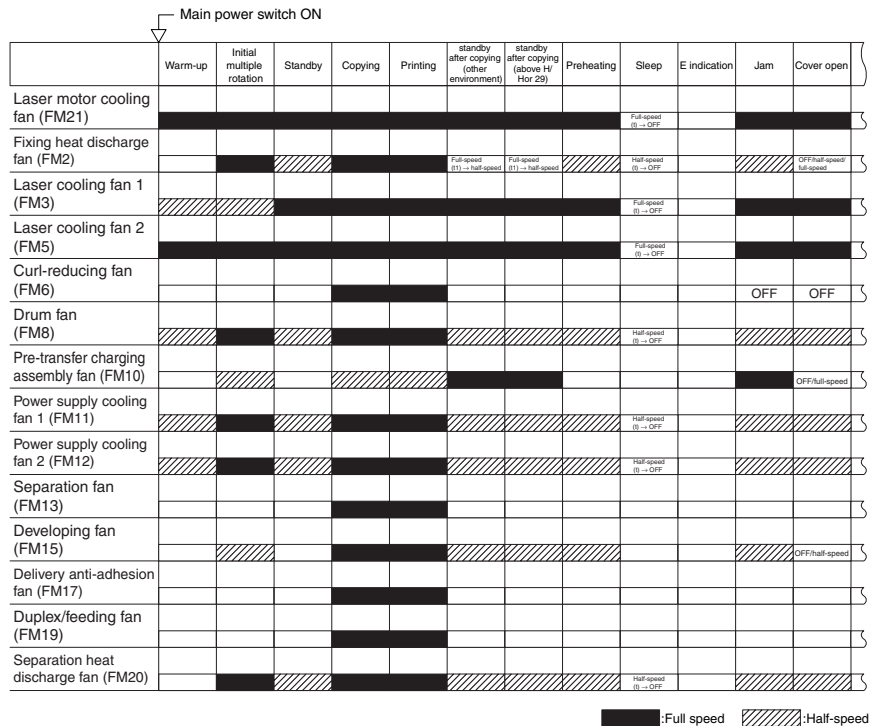 Main power switch ON
Warm-up
Initial
multiple
rotation
Standby
Copying
Printing
standby
after copying
(other
environment)
standby
after copying
(above H/
Hor 29)
Preheating
Sleep
E indication
Jam
Cover open
Laser motor cooling
fan (FM21)
Full-speed
(t) → OFF
Fixing heat discharge
fan (FM2)
Full-speed
(t1) → half-speed
Full-speed
(t1) → half-speed
Half-speed
(t) → OFF
OFF/half-speed/
full-speed
Laser cooling fan 1
(FM3)
Full-speed
(t) → OFF
Laser cooling fan 2
(FM5)
Full-speed
(t) → OFF
Curl-reducing fan
(FM6)
OFF
OFF
Drum fan
(FM8)
Half-speed
(t) → OFF
Pre-transfer charging
assembly fan (FM10)
OFF/full-speed
Power supply cooling
fan 1 (FM11)
Half-speed
(t) → OFF
Power supply cooling
fan 2 (FM12)
Half-speed
(t) → OFF
Separation fan
(FM13)
Developing fan
(FM15)
OFF/half-speed
Delivery anti-adhesion
fan (FM17)
Duplex/feeding fan
(FM19)
Separation heat
discharge fan (FM20)
Half-speed
(t) → OFF
:Full speed
:Half-speed